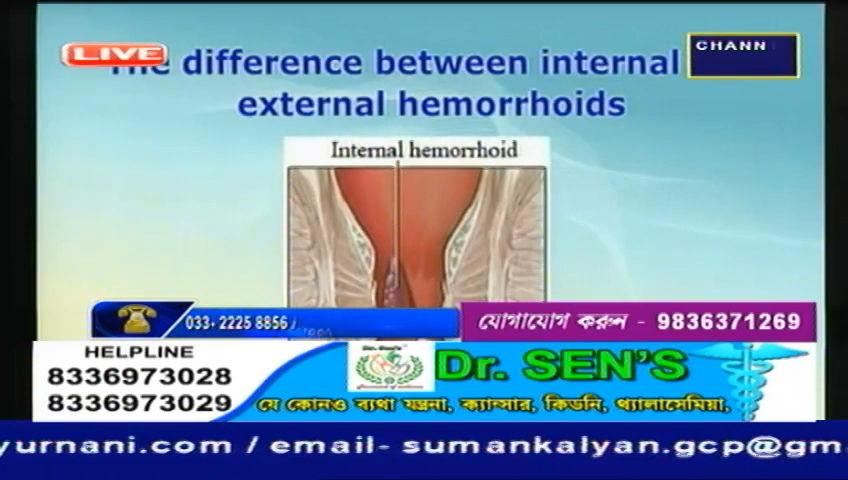 LIVE
The difference between internal
CHANN
external hemorrhoids
Internal hemorrhoid
033- 2225 8856 /
যোগাযোগ করুন - 9836371269
HELPLINE
8336973028
8336973029
Dr. SEN'S
যে কোনও ব্যথা যন্ত্রনা, ক্যান্সার, কিডনি, থ্যালাসেমিয়া,
yurnani.com / email- sumankalyan.gcp@gm